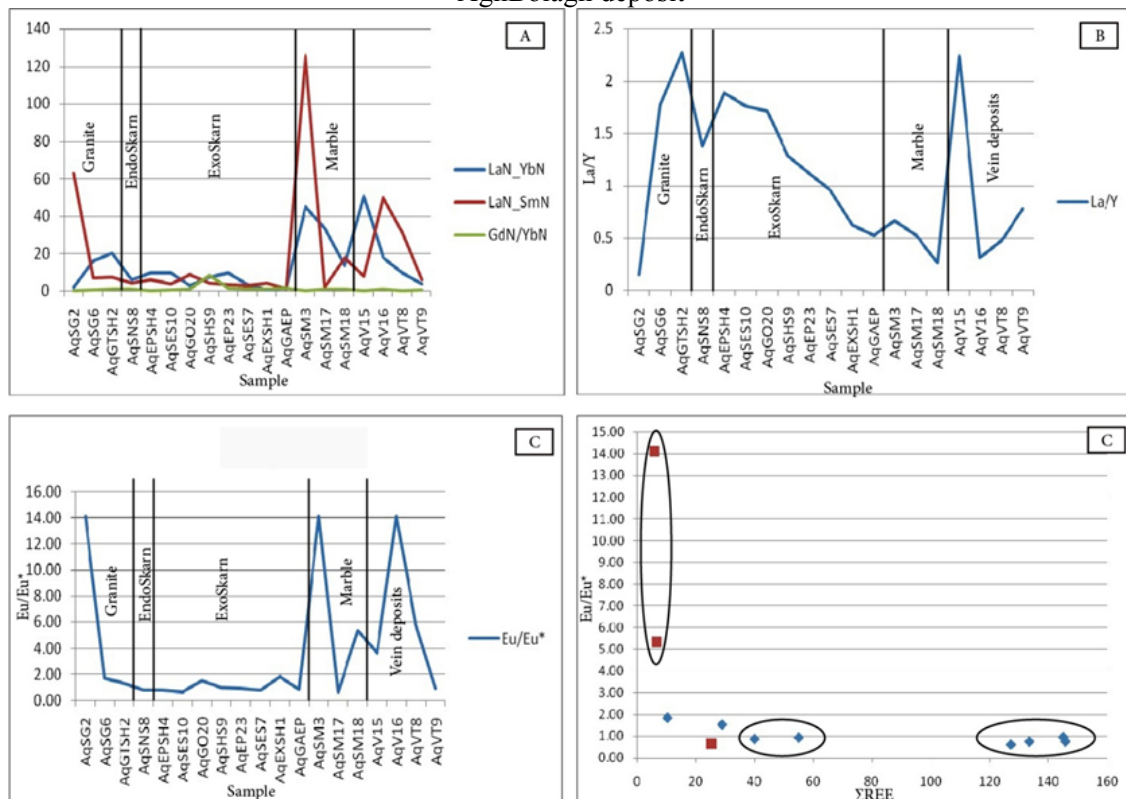 AghBolagh deposit
A
140
120
100
80
60
40
20
0
Granite
EndoSkarn
ExoSkarn
Marble
LaN_YbN
LaN_SmN
GdN/YbN
AqSG2
AqSG6
AqGTSH2
AqSNS8
AqEPSH4
AqSES10
AqGO20
AqSHS9
AqEP23
AqSES7
AqEXSH1
AqGAEP
AqSM3
AqSM17
AqSM18
AqV15
AqV16
AqVT8
AqVT9
Sample
B
2.5
2
1.5
1
0.5
0
La/Y
Granite
EndoSkarn
ExoSkarn
Marble
Vein deposits
La/Y
AqSG2
AqSG6
AqGTSH2
AqSNS8
AqEPSH4
AqSES10
AqGO20
AqSHS9
AqEP23
AqSES7
AqEXSH1
AqGAEP
AqSM3
AqSM17
AqSM18
AqV15
AqV16
AqVT8
AqVT9
Sample
C
16.00
14.00
12.00
10.00
8.00
6.00
4.00
2.00
0.00
Eu/Eu*
Granite
EndoSkarn
ExoSkarn
Marble
Vein deposits
Eu/Eu*
AqSG2
AqSG6
AqGTSH2
AqSNS8
AqEPSH4
AqSES10
AqGO20
AqSHS9
AqEP23
AqSES7
AqEXSH1
AqGAEP
AqSM3
AqSM17
AqSM18
AqV15
AqV16
AqVT8
AqVT9
Sample
C
15.00
14.00
13.00
12.00
11.00
10.00
9.00
8.00
7.00
6.00
5.00
4.00
3.00
2.00
1.00
0.00
Eu/Eu*
0 20 40 60 80 100 120 140 160
ΣREE